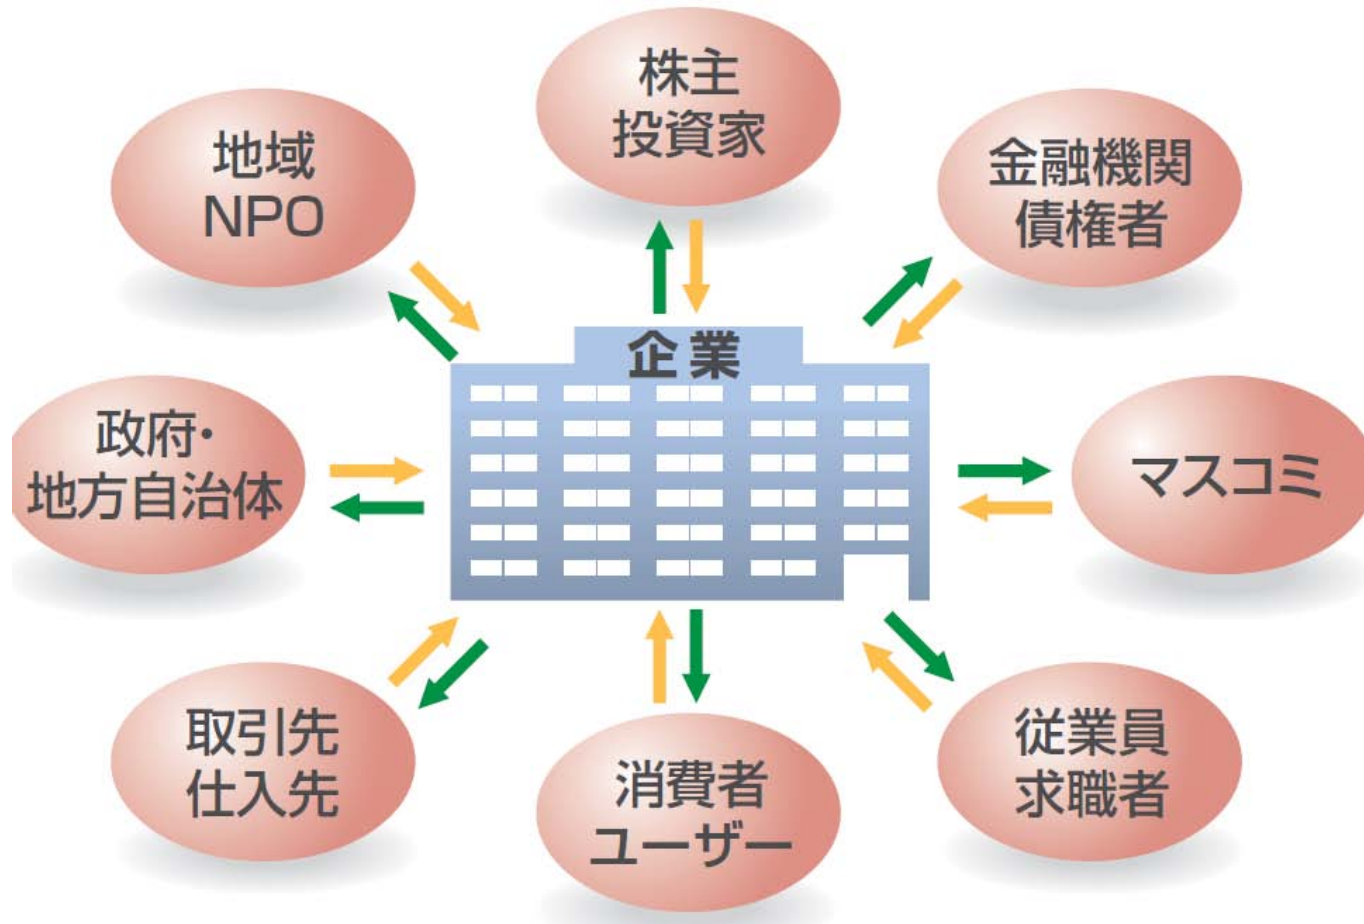 株主
投資家
地域
NPO
金融機関
債権者
企業
政府・
地方自治体
マスコミ
取引先
仕入先
消費者
ユーザー
従業員
求職者